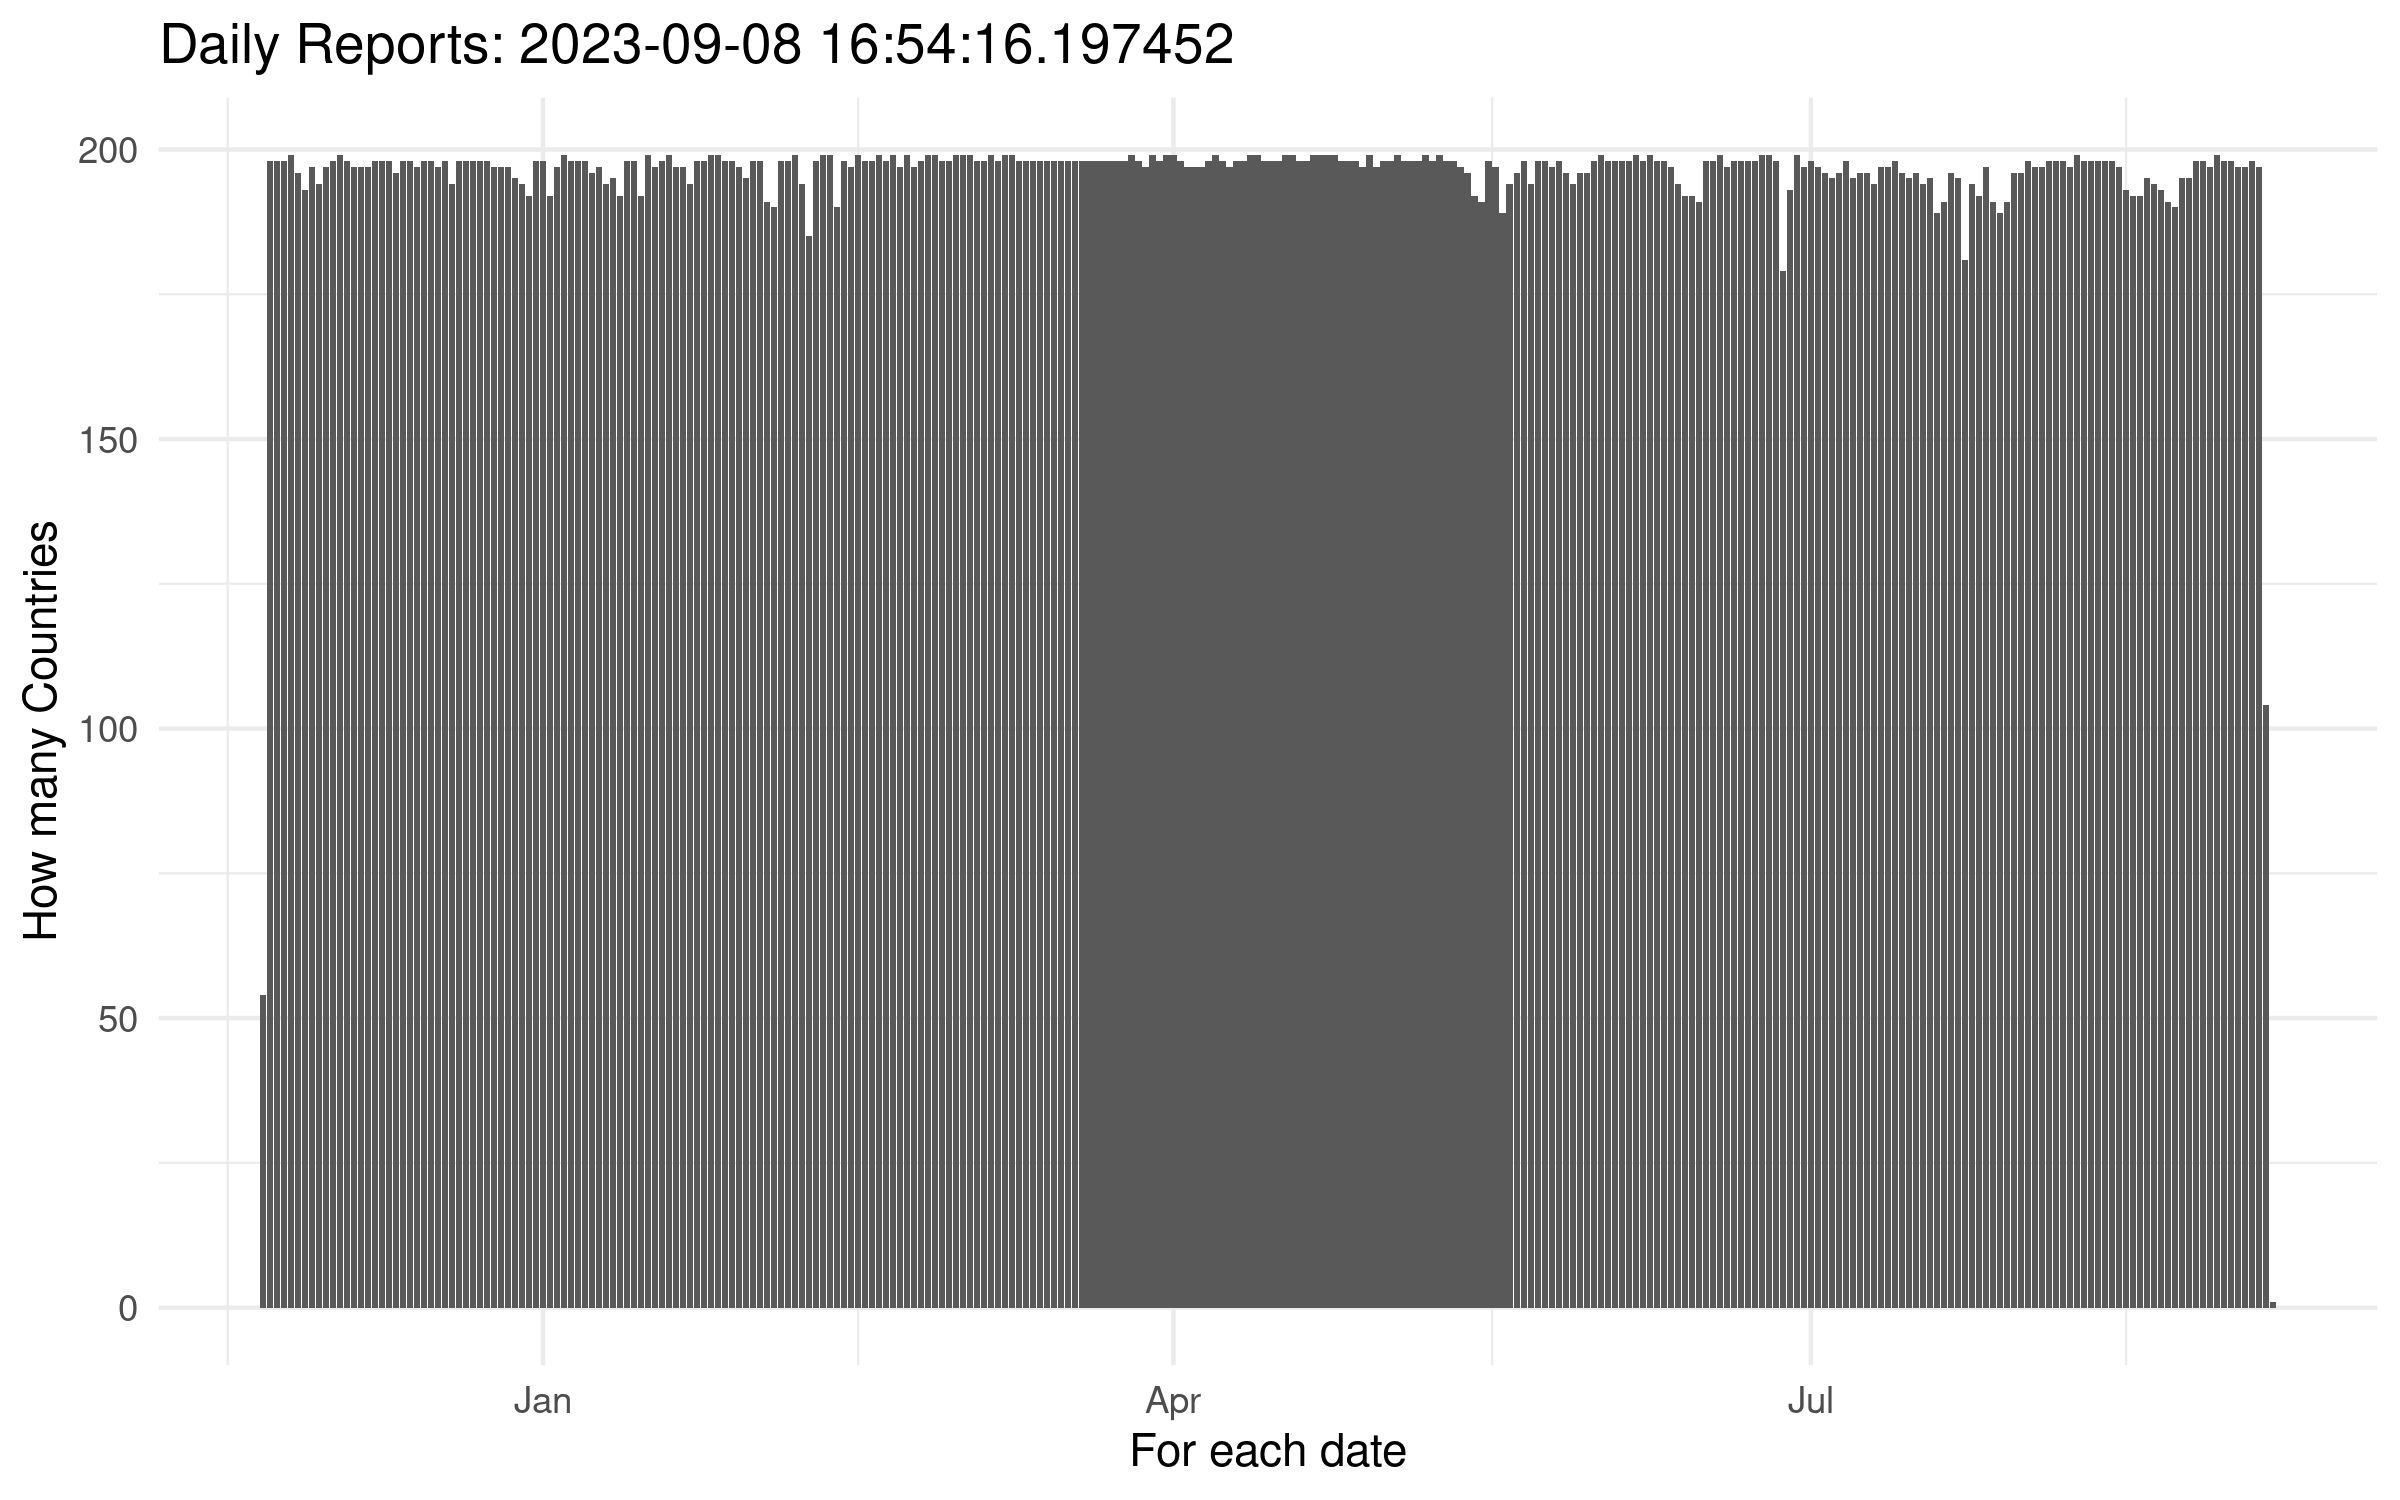 Daily Reports: 2023-09-08 16:54:16.197452
How many Countries
200
150
100
50
0
Jan
Apr
Jul
For each date